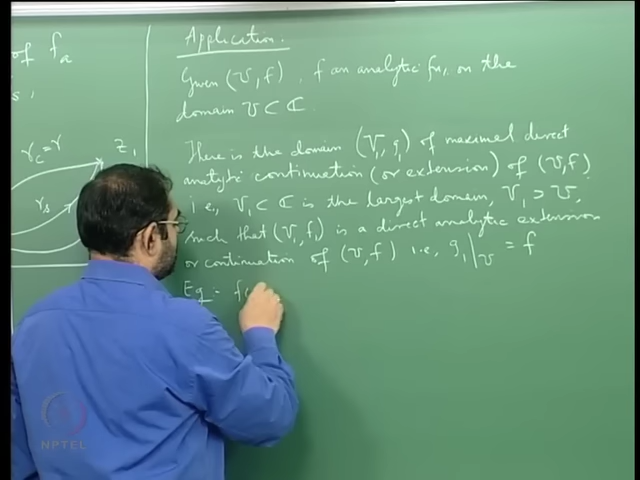 of fₐ
s,
γc=γ
z₁
γs
Application.
Given (U, f), f an analytic fn, on the
domain U ⊂ ℂ.
There is the domain (V₁, g₁) of maximal direct
analytic continuation (or extension) of (U, f)
i.e, V₁ ⊂ ℂ is the largest domain, V₁ ⊃ U,
such that (V₁, f₁) is a direct analytic extension
or continuation of (U, f) i.e, g₁|U = f
Eg:- f(
NPTEL